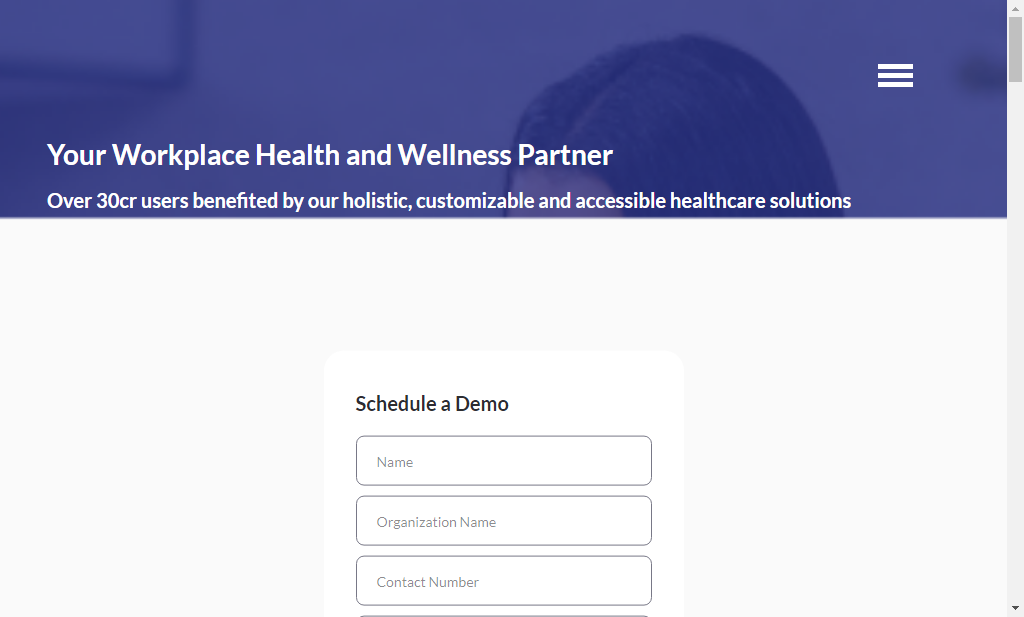 Your Workplace Health and Wellness Partner
Over 30cr users benefited by our holistic, customizable and accessible healthcare solutions
Schedule a Demo
Name
Organization Name
Contact Number